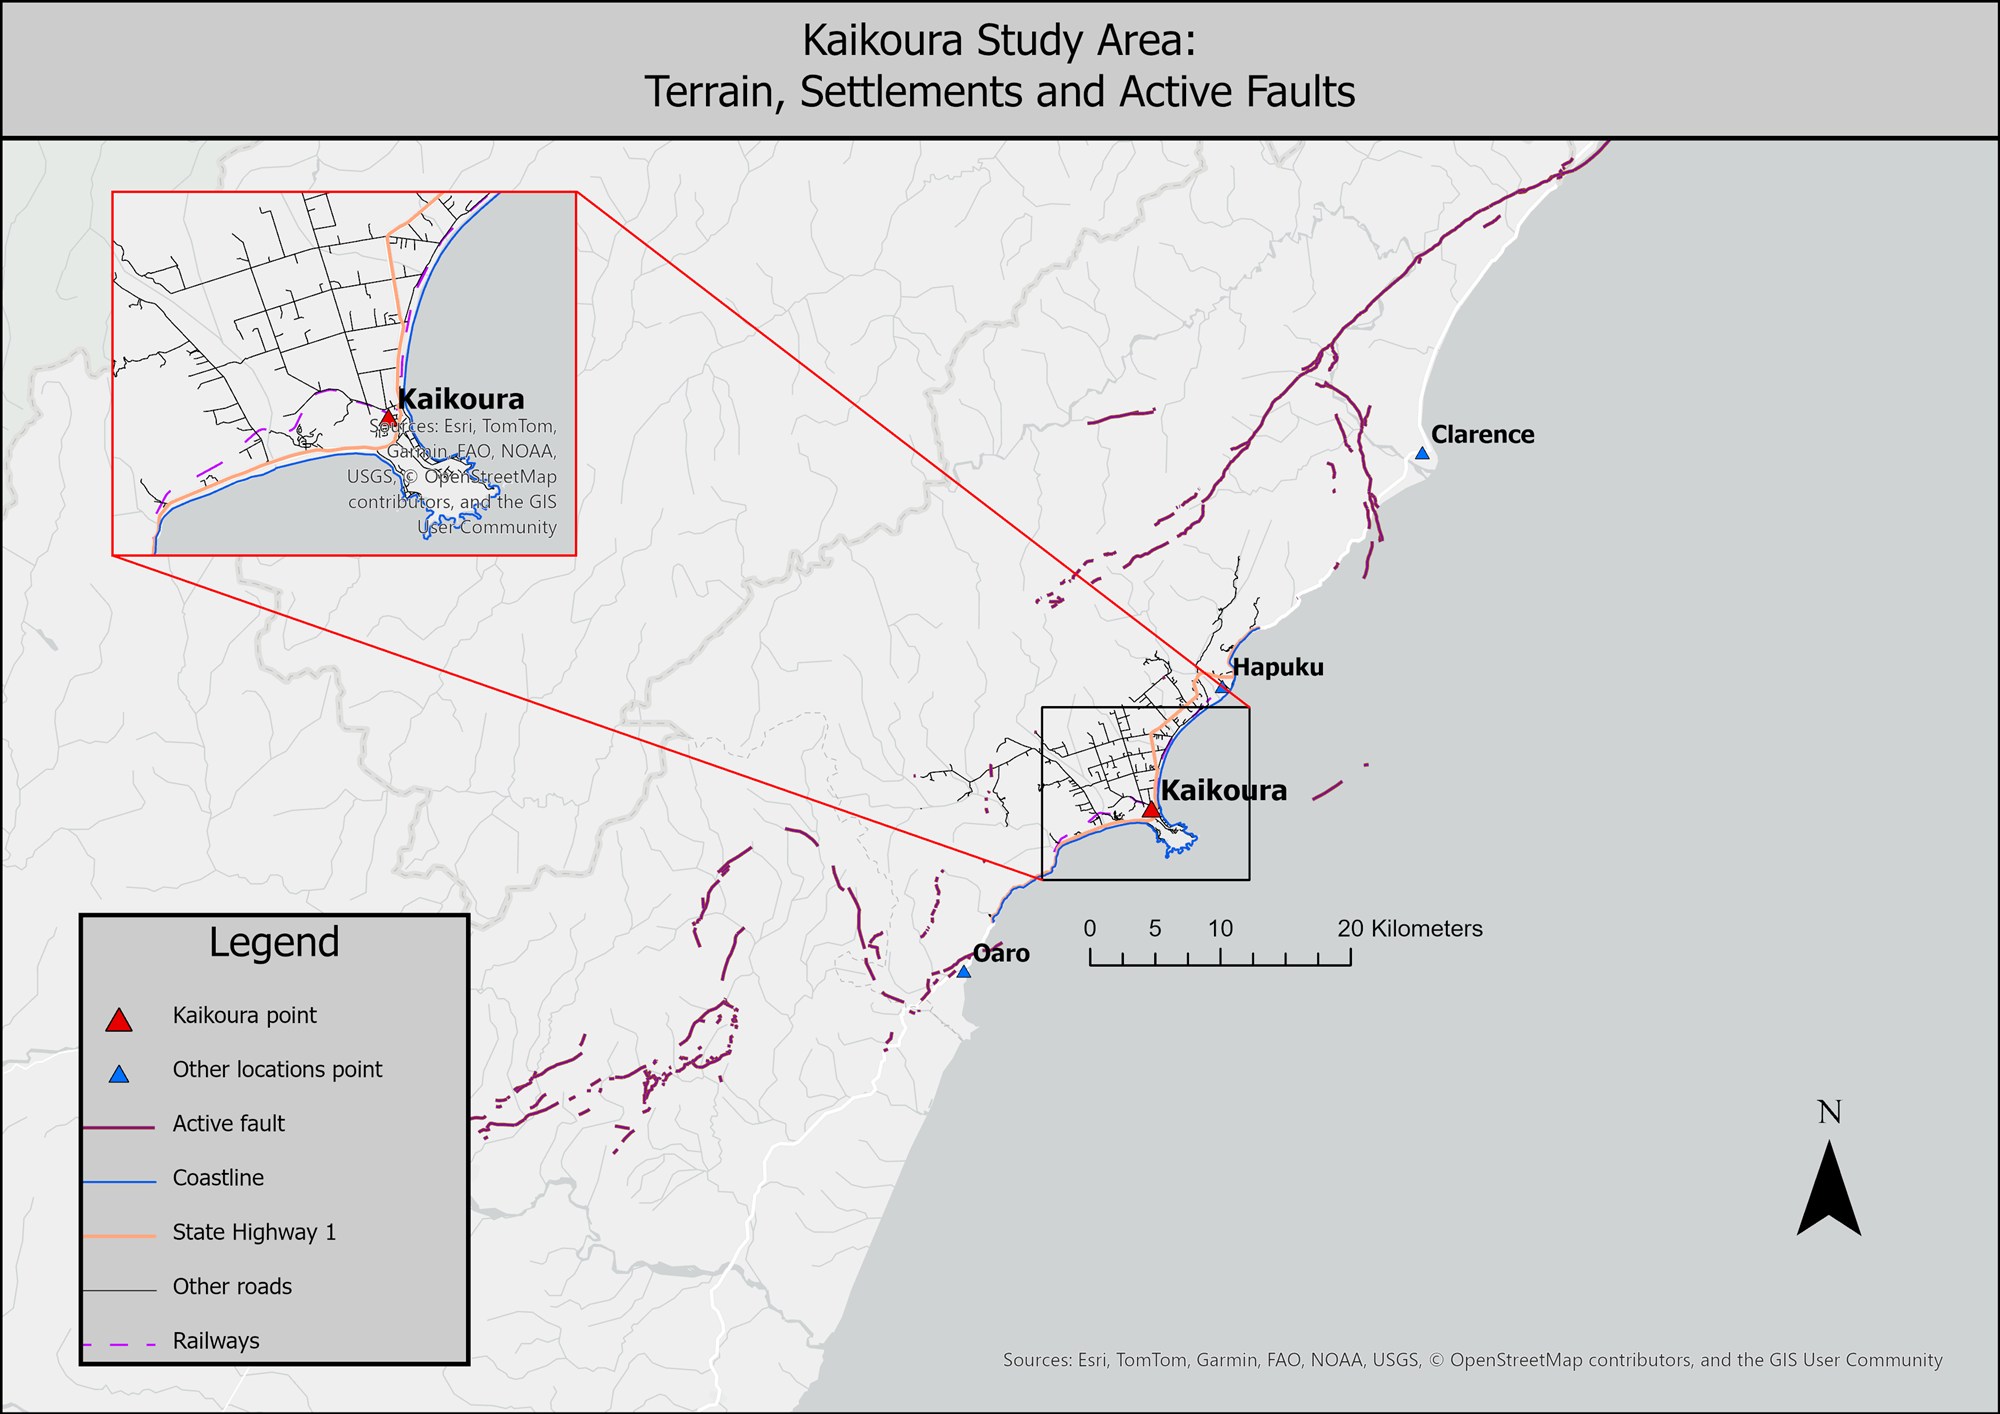 Kaikoura Study Area:
Terrain, Settlements and Active Faults
Kaikoura
Sources: Esri, TomTom,
Garmin, FAO, NOAA,
USGS, © OpenStreetMap
contributors, and the GIS
User Community
Clarence
Hapuku
Kaikoura
Oaro
0 5 10 20 Kilometers
Legend
Kaikoura point
Other locations point
Active fault
Coastline
State Highway 1
Other roads
Railways
N
Sources: Esri, TomTom, Garmin, FAO, NOAA, USGS, © OpenStreetMap contributors, and the GIS User Community